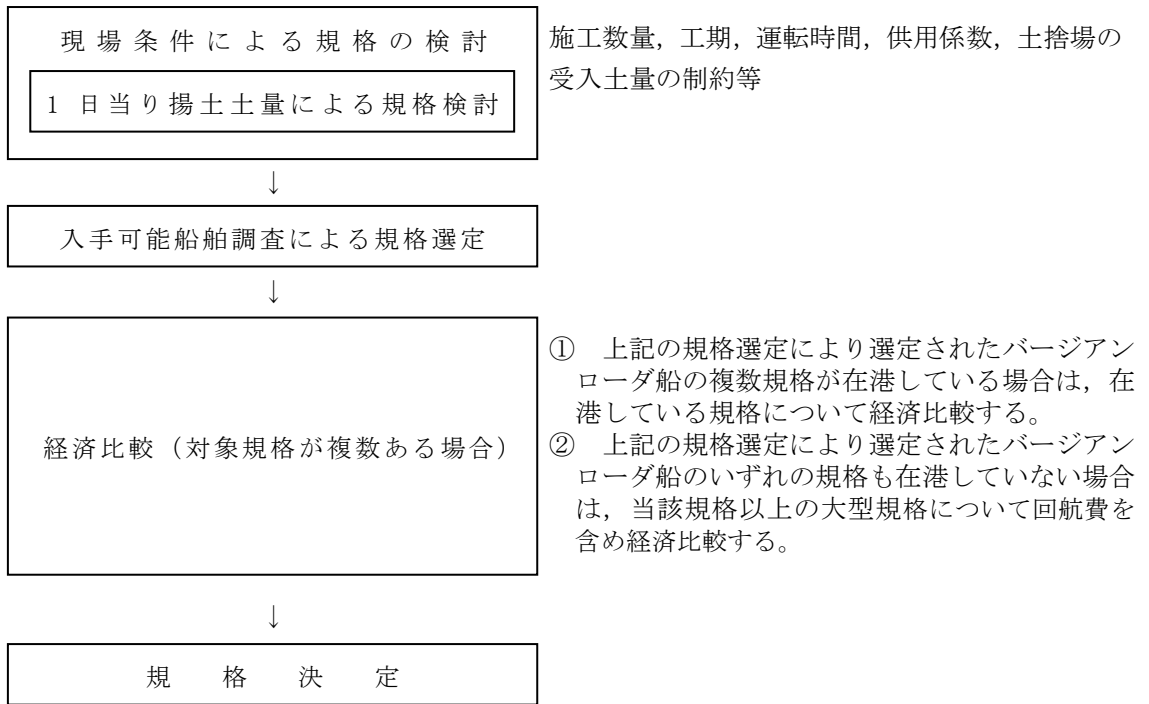 現場条件による規格の検討
施工数量，工期，運転時間，供用係数，土捨場の
受入土量の制約等
1 日当り揚土土量による規格検討
↓
入手可能船舶調査による規格選定
↓
経済比較（対象規格が複数ある場合）
① 上記の規格選定により選定されたバージアン
ローダ船の複数規格が在港している場合は，在
港している規格について経済比較する。
② 上記の規格選定により選定されたバージアン
ローダ船のいずれの規格も在港していない場合
は，当該規格以上の大型規格について回航費を
含め経済比較する。
↓
規格決定